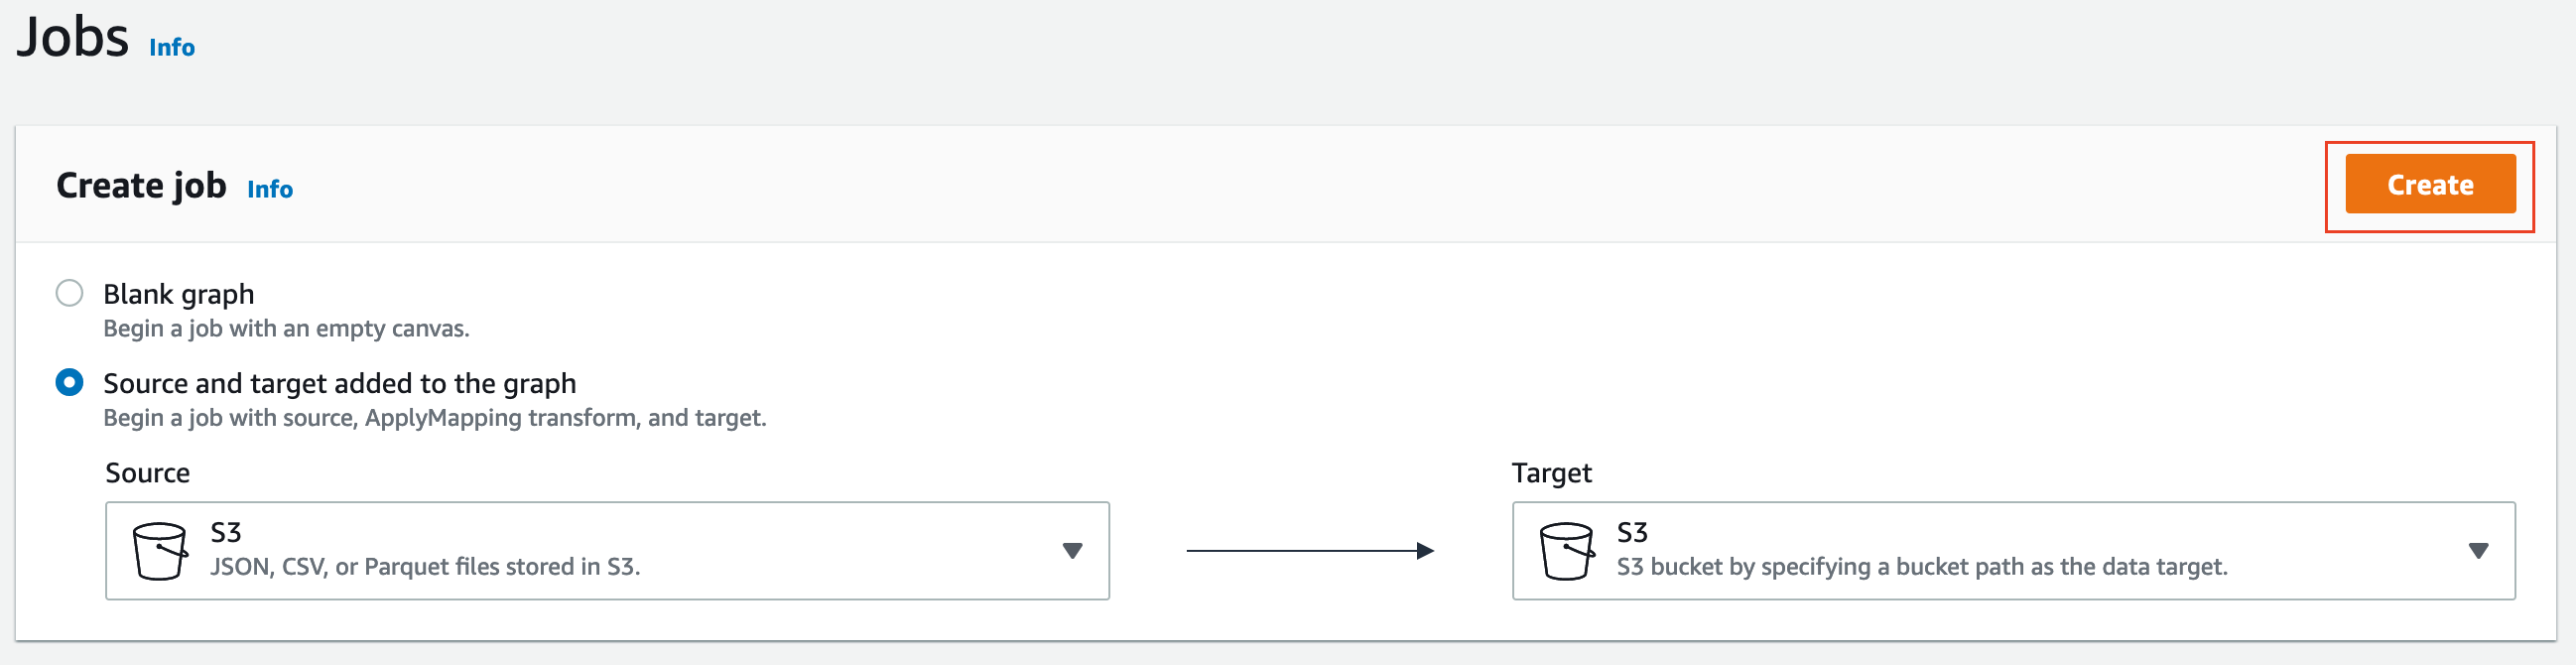 Jobs Info
Create job Info
Create
Blank graph
Begin a job with an empty canvas.
Source and target added to the graph
Begin a job with source, ApplyMapping transform, and target.
Source
S3
JSON, CSV, or Parquet files stored in S3.
Target
S3
S3 bucket by specifying a bucket path as the data target.